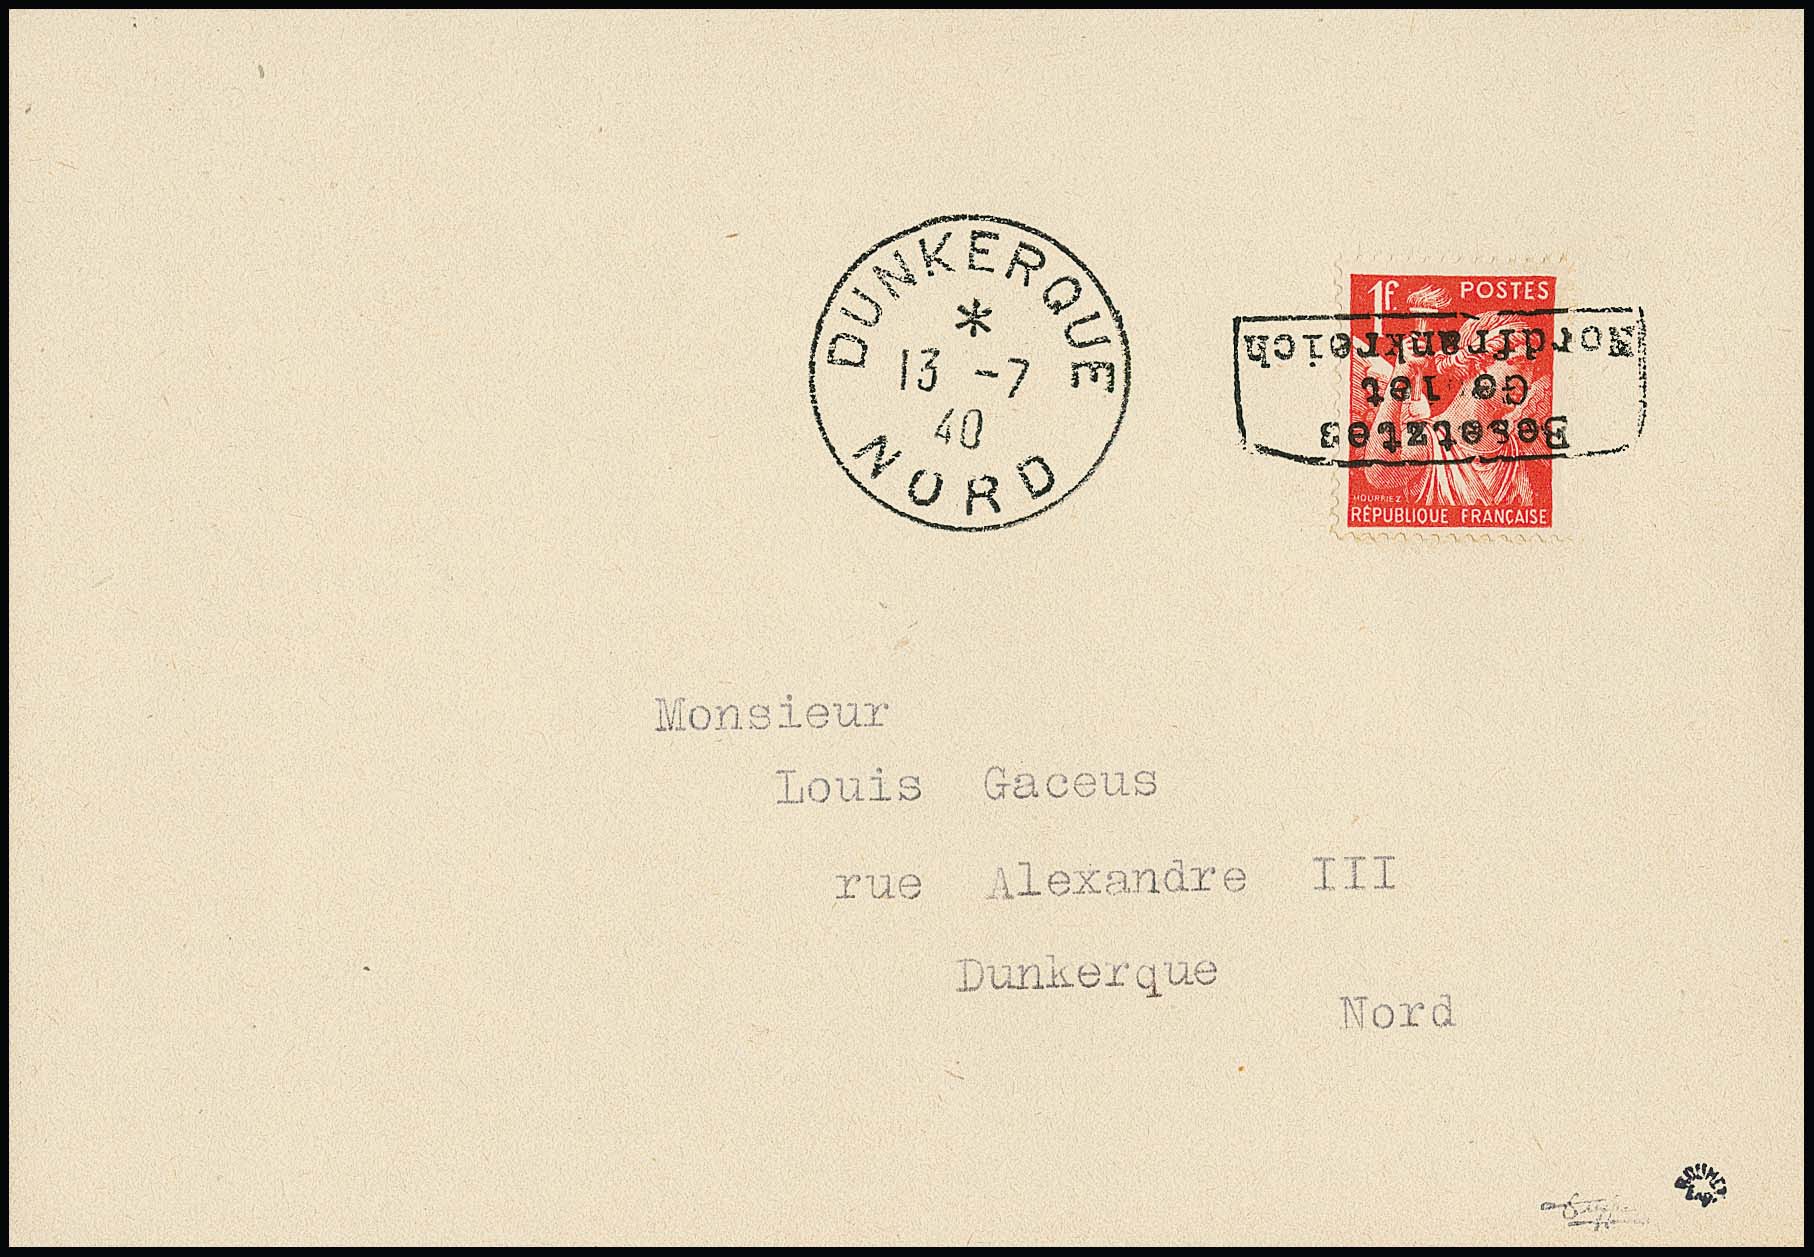 DUNKERQUE
*
13 -7
40
NORD
1f POSTES
Besetztes
Gebiet
Nordfrankreich
HOURRIEZ
RÉPUBLIQUE FRANÇAISE
Monsieur
Louis Gaceus
rue Alexandre III
Dunkerque
Nord